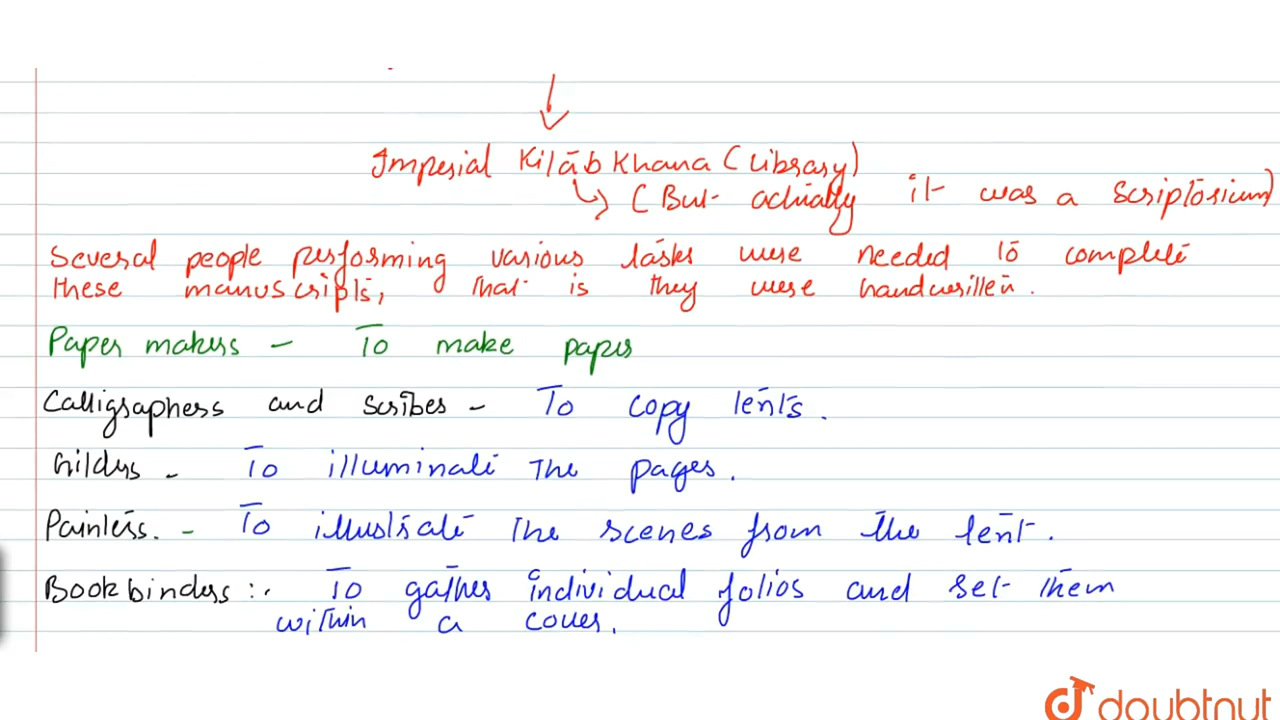 Imperial Kitab Khana (Library)
(But actually it was a scriptorium)
Several people performing various tasks were needed to complete
these manuscripts, that is they were handwritten.
Paper makers - To make paper
Calligraphers and scribes - To copy texts.
Gilders - To illuminate the pages.
Painters. - To illustrate the scenes from the text.
Bookbinders :. To gather individual folios and set them
within a cover.
doubtnut